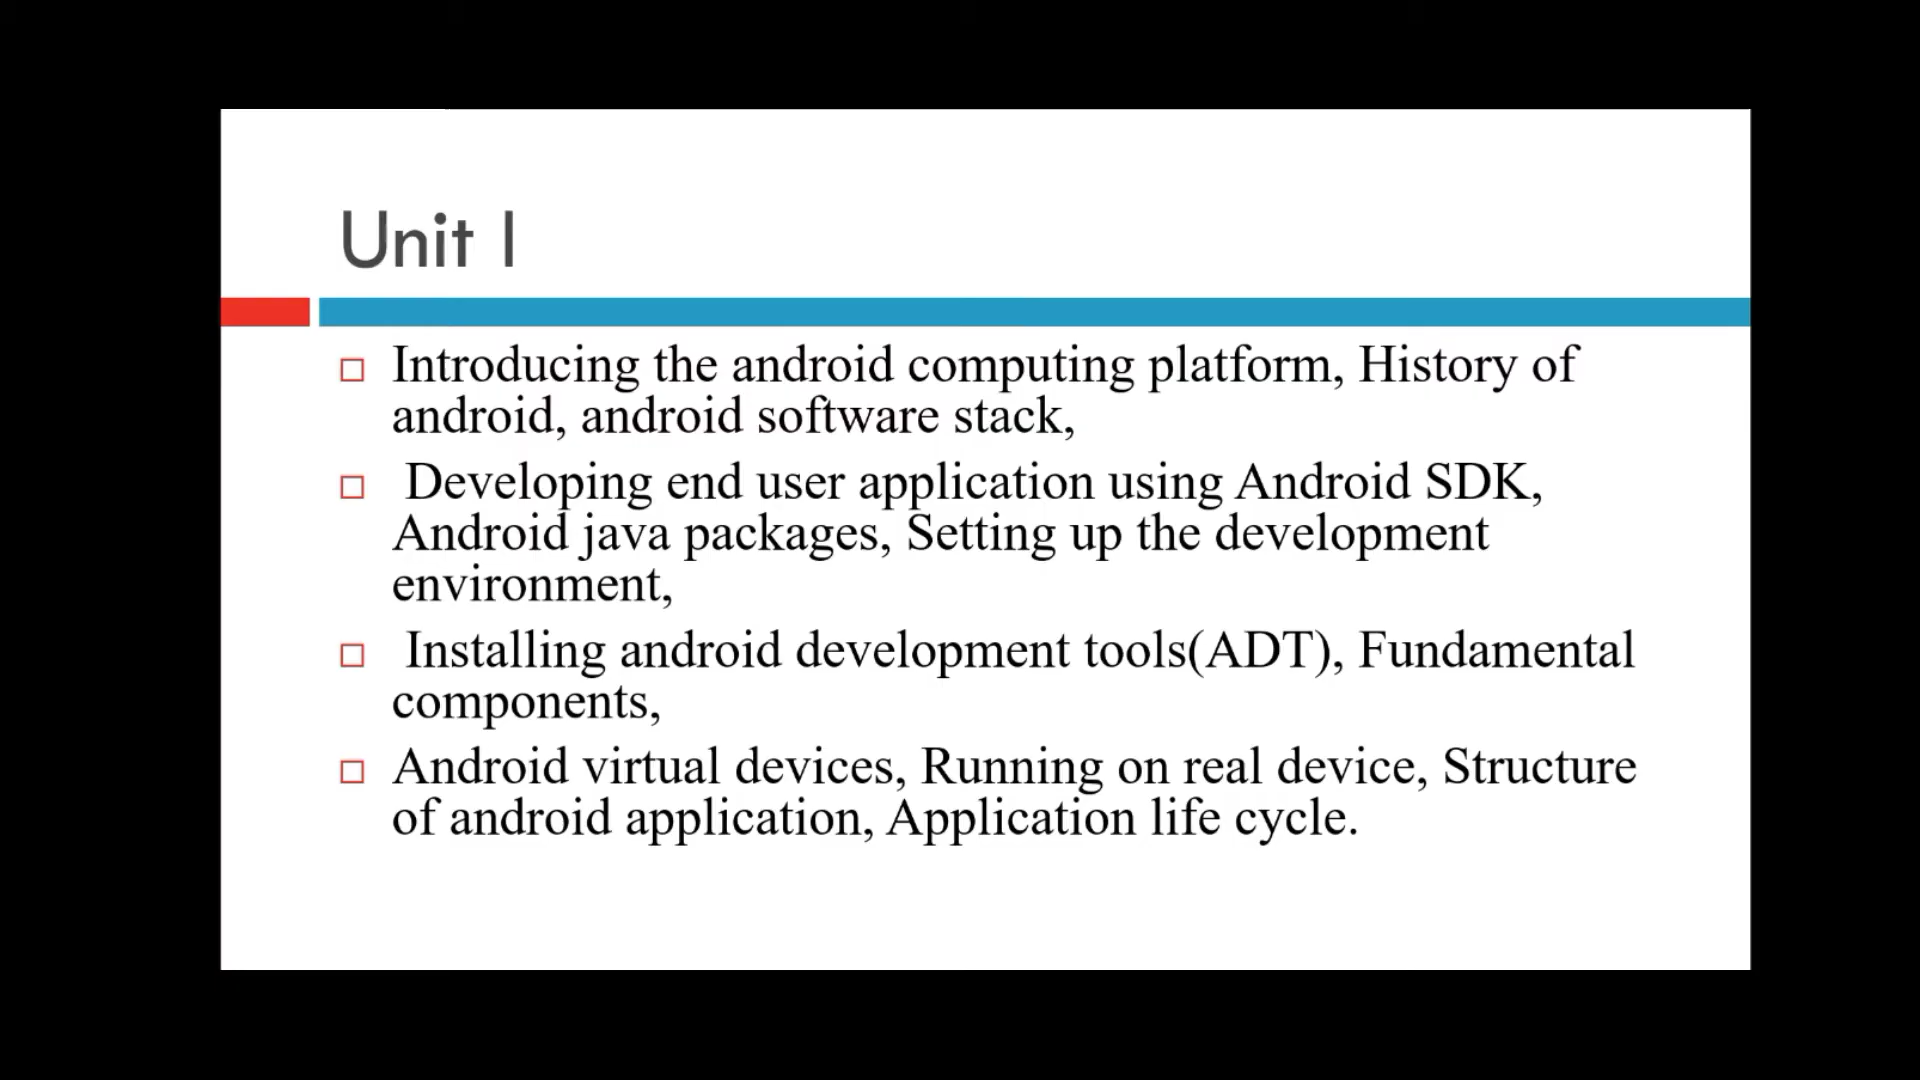 Unit I
Introducing the android computing platform, History of
android, android software stack,
Developing end user application using Android SDK,
Android java packages, Setting up the development
environment,
Installing android development tools(ADT), Fundamental
components,
Android virtual devices, Running on real device, Structure
of android application, Application life cycle.